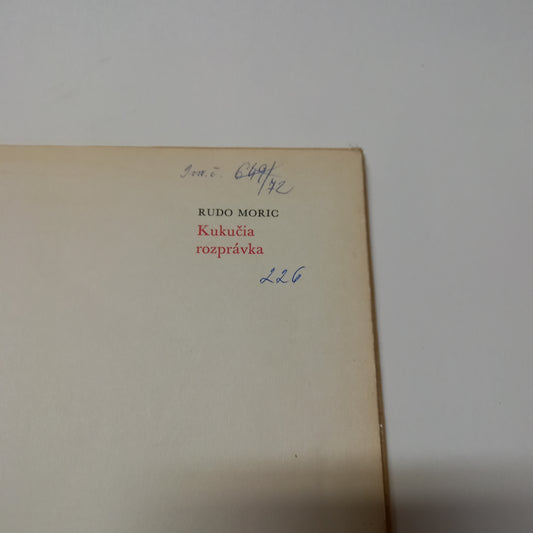 Inv. č. 649/72
RUDO MORIC
Kukučia
rozprávka
226